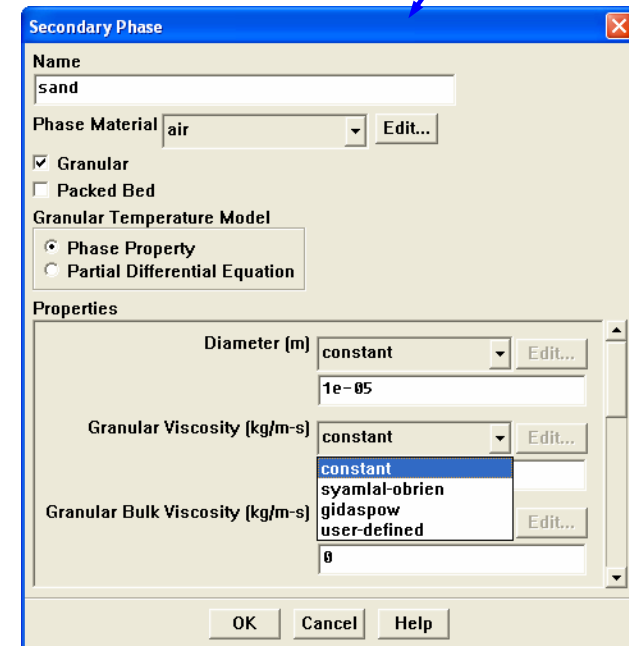 Secondary Phase
Name
sand
Phase Material air Edit...
Granular
Packed Bed
Granular Temperature Model
Phase Property
Partial Differential Equation
Properties
Diameter (m) constant Edit...
1e-05
Granular Viscosity (kg/m-s) constant Edit...
constant
syamlal-obrien
Granular Bulk Viscosity (kg/m-s) gidaspow Edit...
user-defined
0
OK Cancel Help